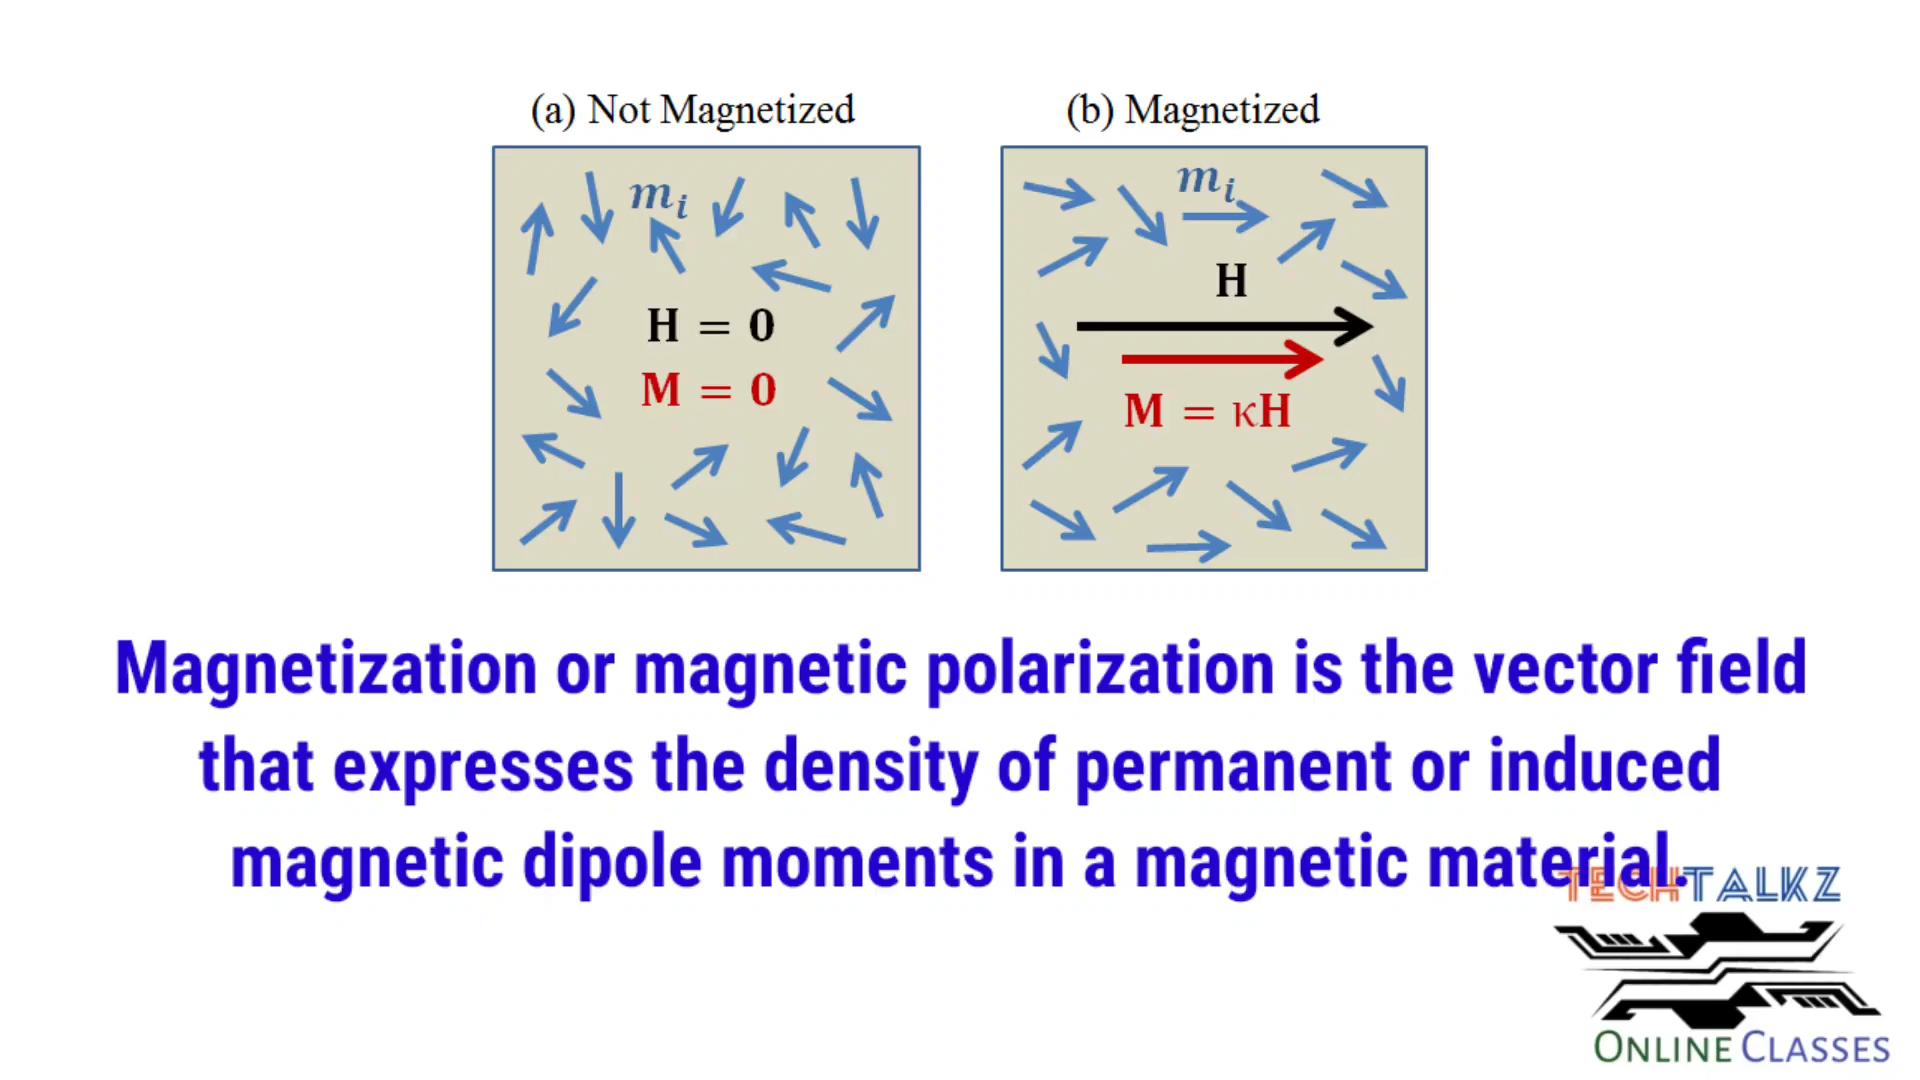 (a) Not Magnetized
(b) Magnetized
mᵢ
H = 0
M = 0
mᵢ
H
M = κH
Magnetization or magnetic polarization is the vector field
that expresses the density of permanent or induced
magnetic dipole moments in a magnetic material.
TECHTALKZ
ONLINE CLASSES